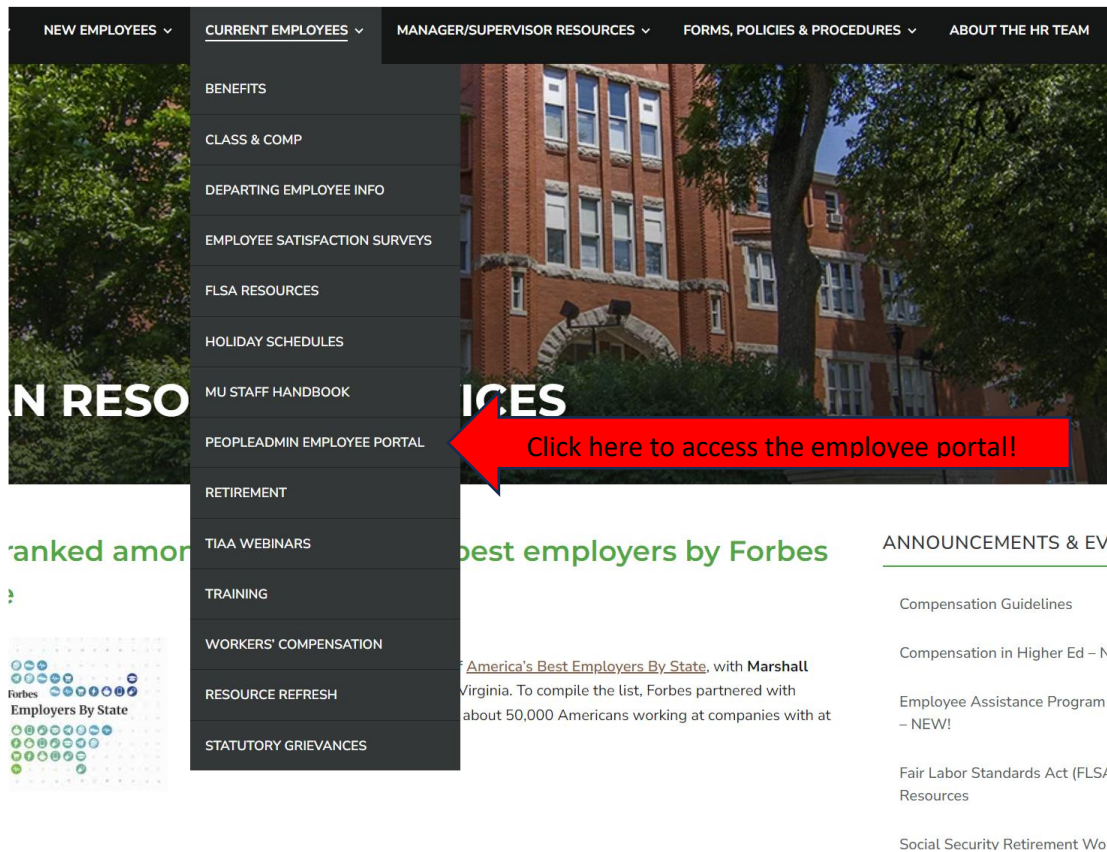 NEW EMPLOYEES
CURRENT EMPLOYEES
MANAGER/SUPERVISOR RESOURCES
FORMS, POLICIES & PROCEDURES
ABOUT THE HR TEAM
BENEFITS
CLASS & COMP
DEPARTING EMPLOYEE INFO
EMPLOYEE SATISFACTION SURVEYS
FLSA RESOURCES
HOLIDAY SCHEDULES
MU STAFF HANDBOOK
PEOPLEADMIN EMPLOYEE PORTAL
RETIREMENT
TIAA WEBINARS
TRAINING
WORKERS' COMPENSATION
RESOURCE REFRESH
STATUTORY GRIEVANCES
N RESO ICES
Click here to access the employee portal!
ranked amor best employers by Forbes
e
Forbes
Employers By State
America's Best Employers By State, with Marshall
Virginia. To compile the list, Forbes partnered with
about 50,000 Americans working at companies with at
ANNOUNCEMENTS & EV
Compensation Guidelines
Compensation in Higher Ed – N
Employee Assistance Program
– NEW!
Fair Labor Standards Act (FLSA
Resources
Social Security Retirement Wo